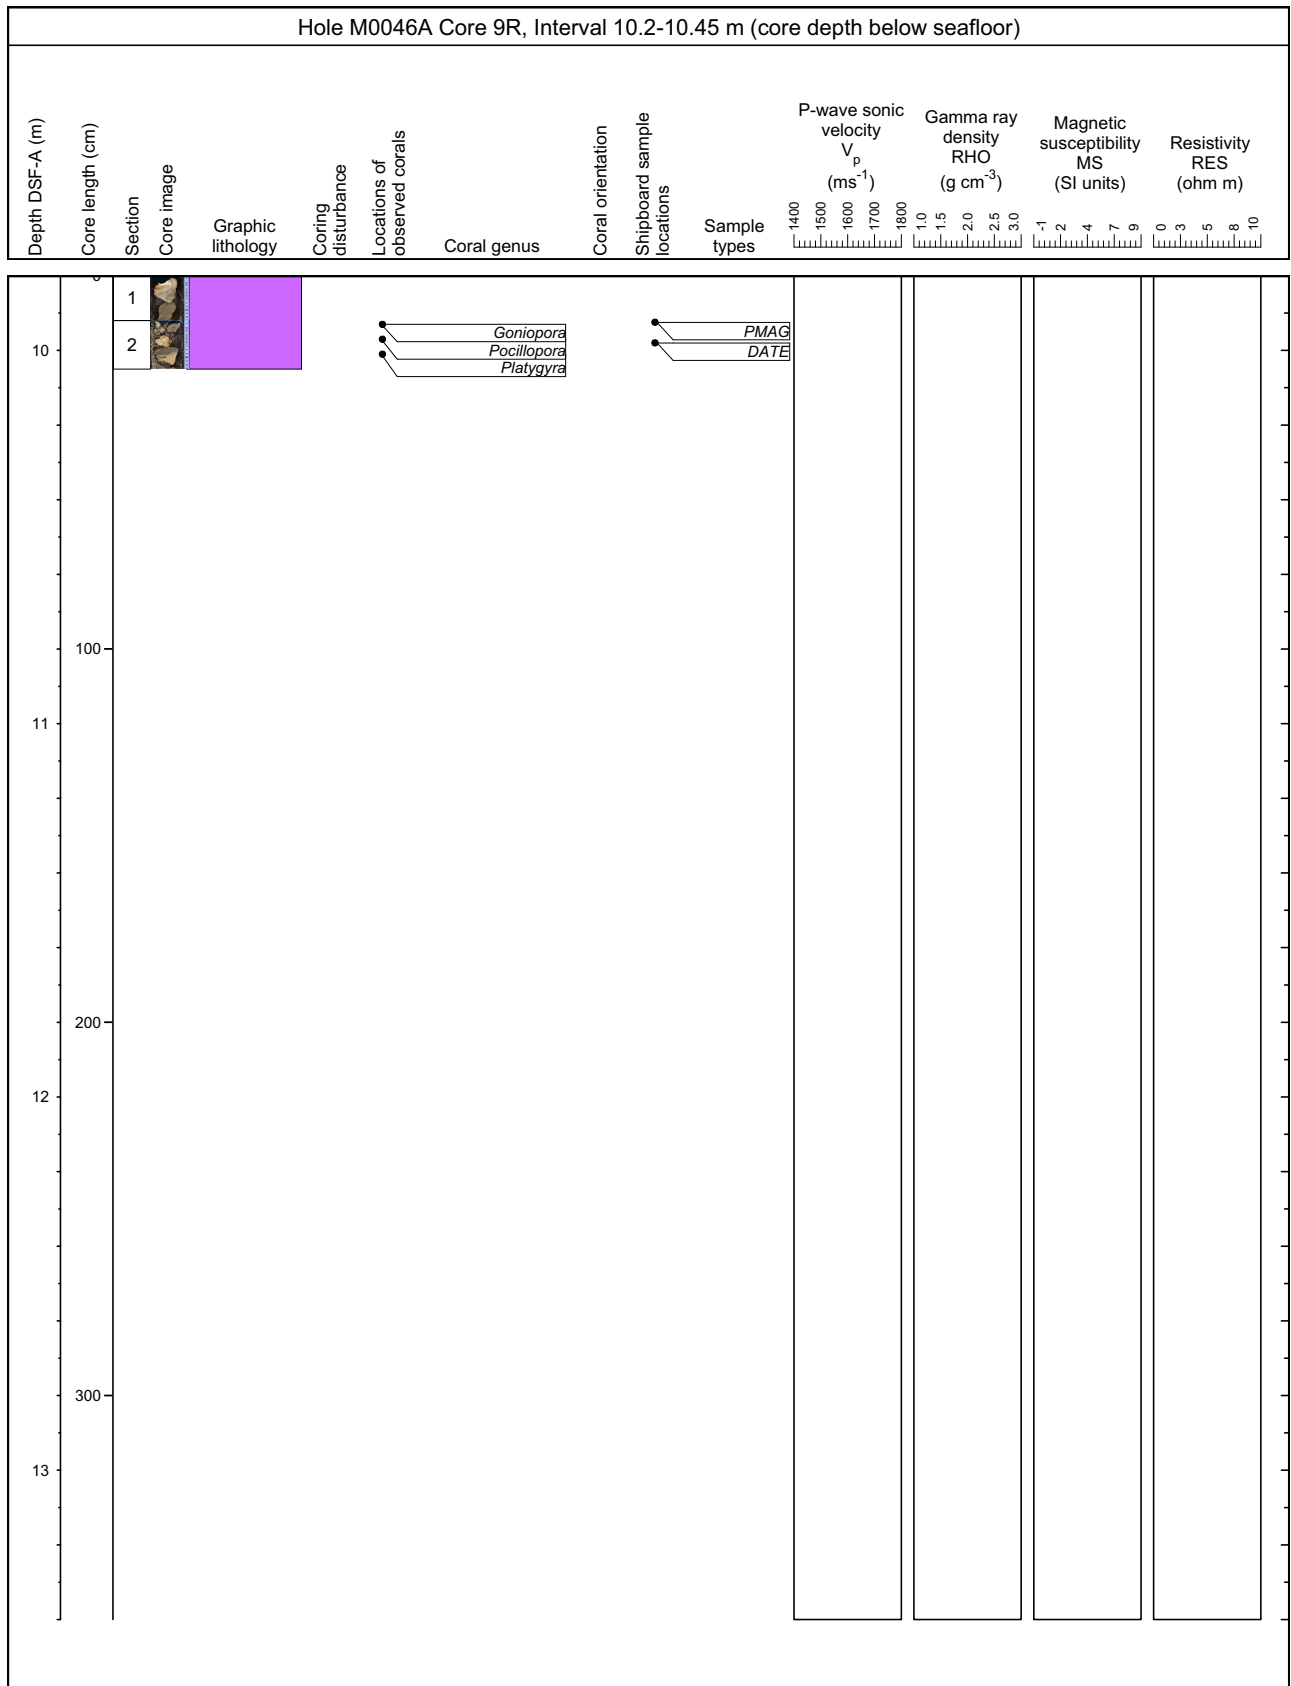 Hole M0046A Core 9R, Interval 10.2-10.45 m (core depth below seafloor)
Depth DSF-A (m)
Core length (cm)
Section
Core image
Graphic
lithology
Coring
disturbance
Locations of
observed corals
Coral genus
Coral orientation
Shipboard sample
locations
Sample
types
P-wave sonic
velocity
Vp
(ms-1)
1400 1500 1600 1700 1800
Gamma ray
density
RHO
(g cm-3)
1.0 1.5 2.0 2.5 3.0
Magnetic
susceptibility
MS
(SI units)
-1 2 4 7 9
Resistivity
RES
(ohm m)
0 3 5 8 10
0
1
Goniopora PMAG
10 2 Pocillopora DATE
Platygyra
100
11
200
12
300
13